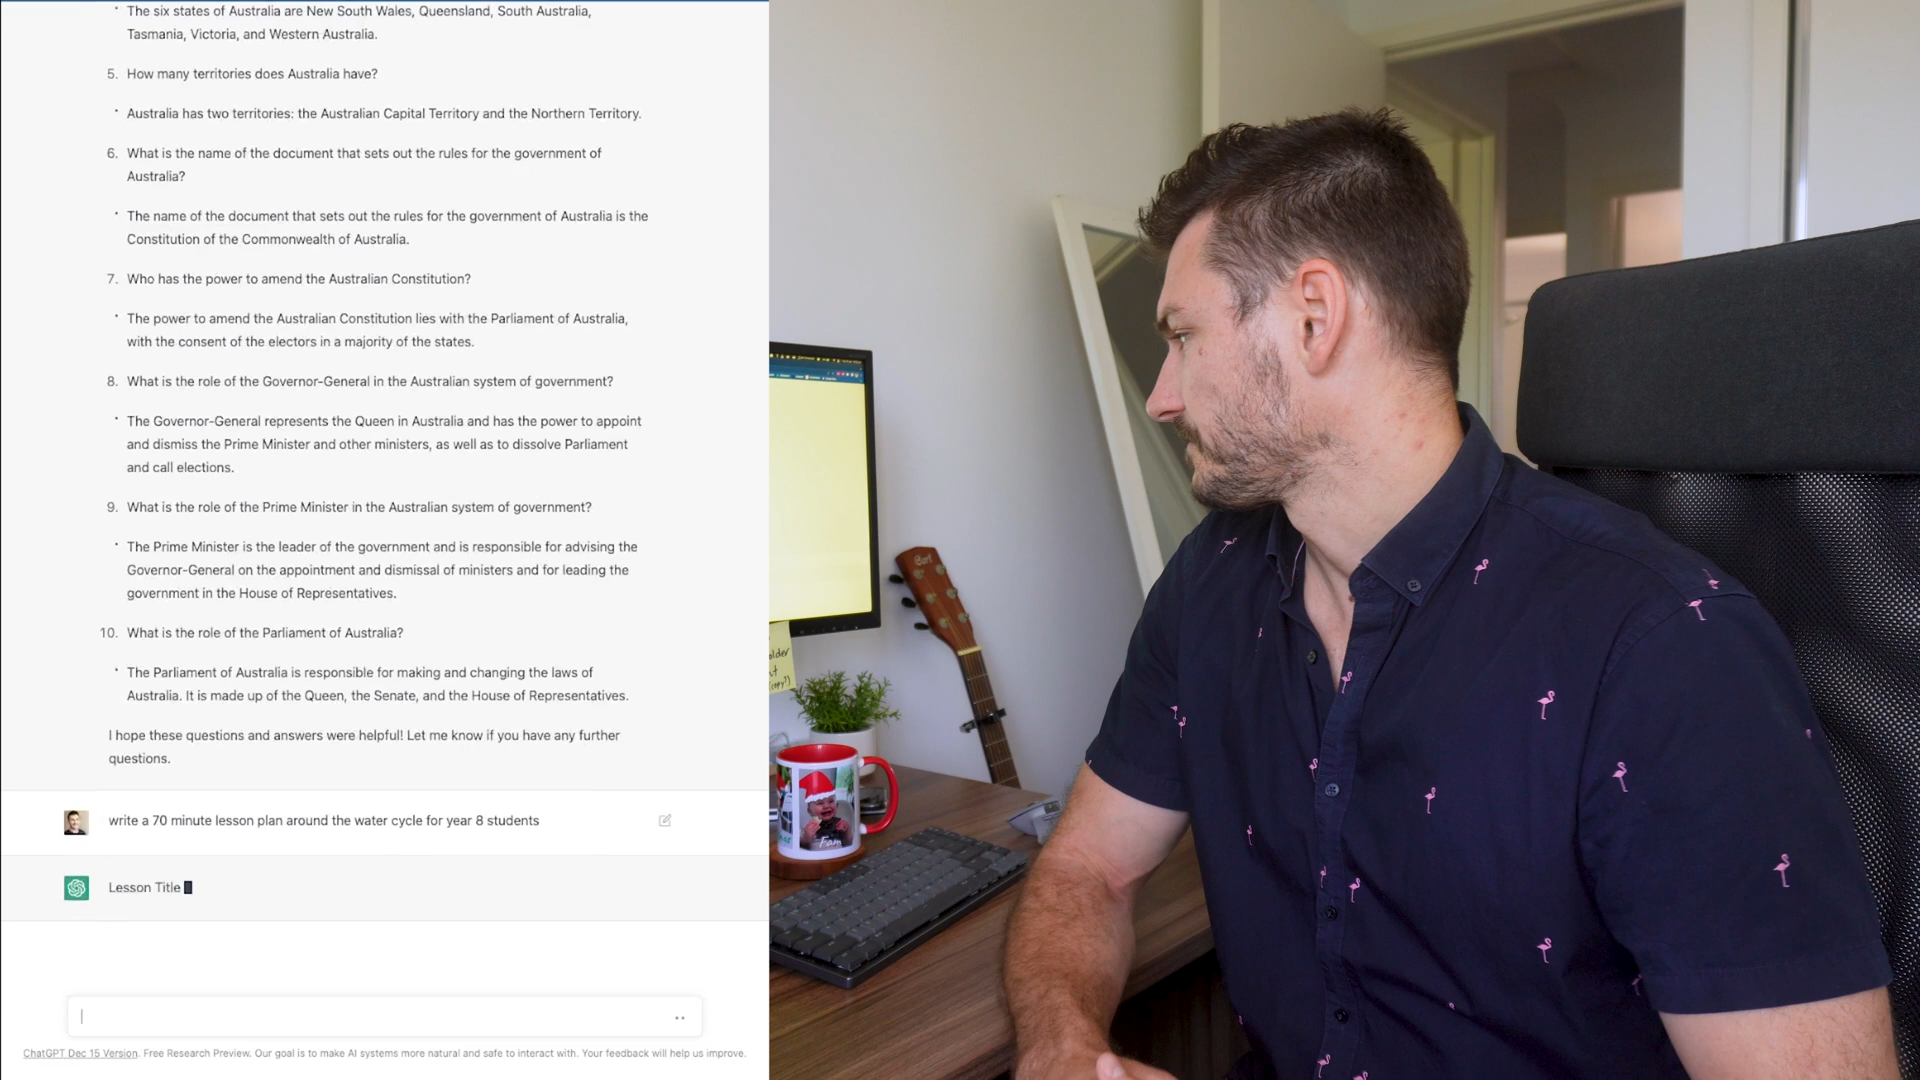 • The six states of Australia are New South Wales, Queensland, South Australia,
Tasmania, Victoria, and Western Australia.
5. How many territories does Australia have?
• Australia has two territories: the Australian Capital Territory and the Northern Territory.
6. What is the name of the document that sets out the rules for the government of
Australia?
• The name of the document that sets out the rules for the government of Australia is the
Constitution of the Commonwealth of Australia.
7. Who has the power to amend the Australian Constitution?
• The power to amend the Australian Constitution lies with the Parliament of Australia,
with the consent of the electors in a majority of the states.
8. What is the role of the Governor-General in the Australian system of government?
• The Governor-General represents the Queen in Australia and has the power to appoint
and dismiss the Prime Minister and other ministers, as well as to dissolve Parliament
and call elections.
9. What is the role of the Prime Minister in the Australian system of government?
• The Prime Minister is the leader of the government and is responsible for advising the
Governor-General on the appointment and dismissal of ministers and for leading the
government in the House of Representatives.
10. What is the role of the Parliament of Australia?
• The Parliament of Australia is responsible for making and changing the laws of
Australia. It is made up of the Queen, the Senate, and the House of Representatives.
I hope these questions and answers were helpful! Let me know if you have any further
questions.
write a 70 minute lesson plan around the water cycle for year 8 students
Lesson Title
ChatGPT Dec 15 Version. Free Research Preview. Our goal is to make AI systems more natural and safe to interact with. Your feedback will help us improve.
Cort
older
(copy?)
Fam